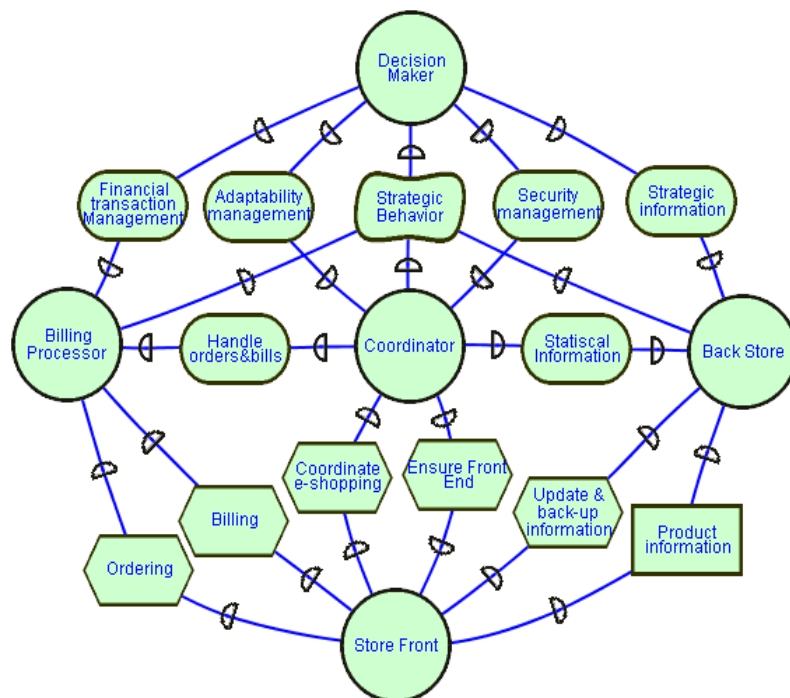 Decision
Maker
Financial
transaction
Management
Adaptability
management
Strategic
Behavior
Security
management
Strategic
information
Billing
Processor
Handle
orders&bills
Coordinator
Statiscal
Information
Back Store
Coordinate
e-shopping
Ensure Front
End
Update &
back-up
information
Product
information
Billing
Ordering
Store Front